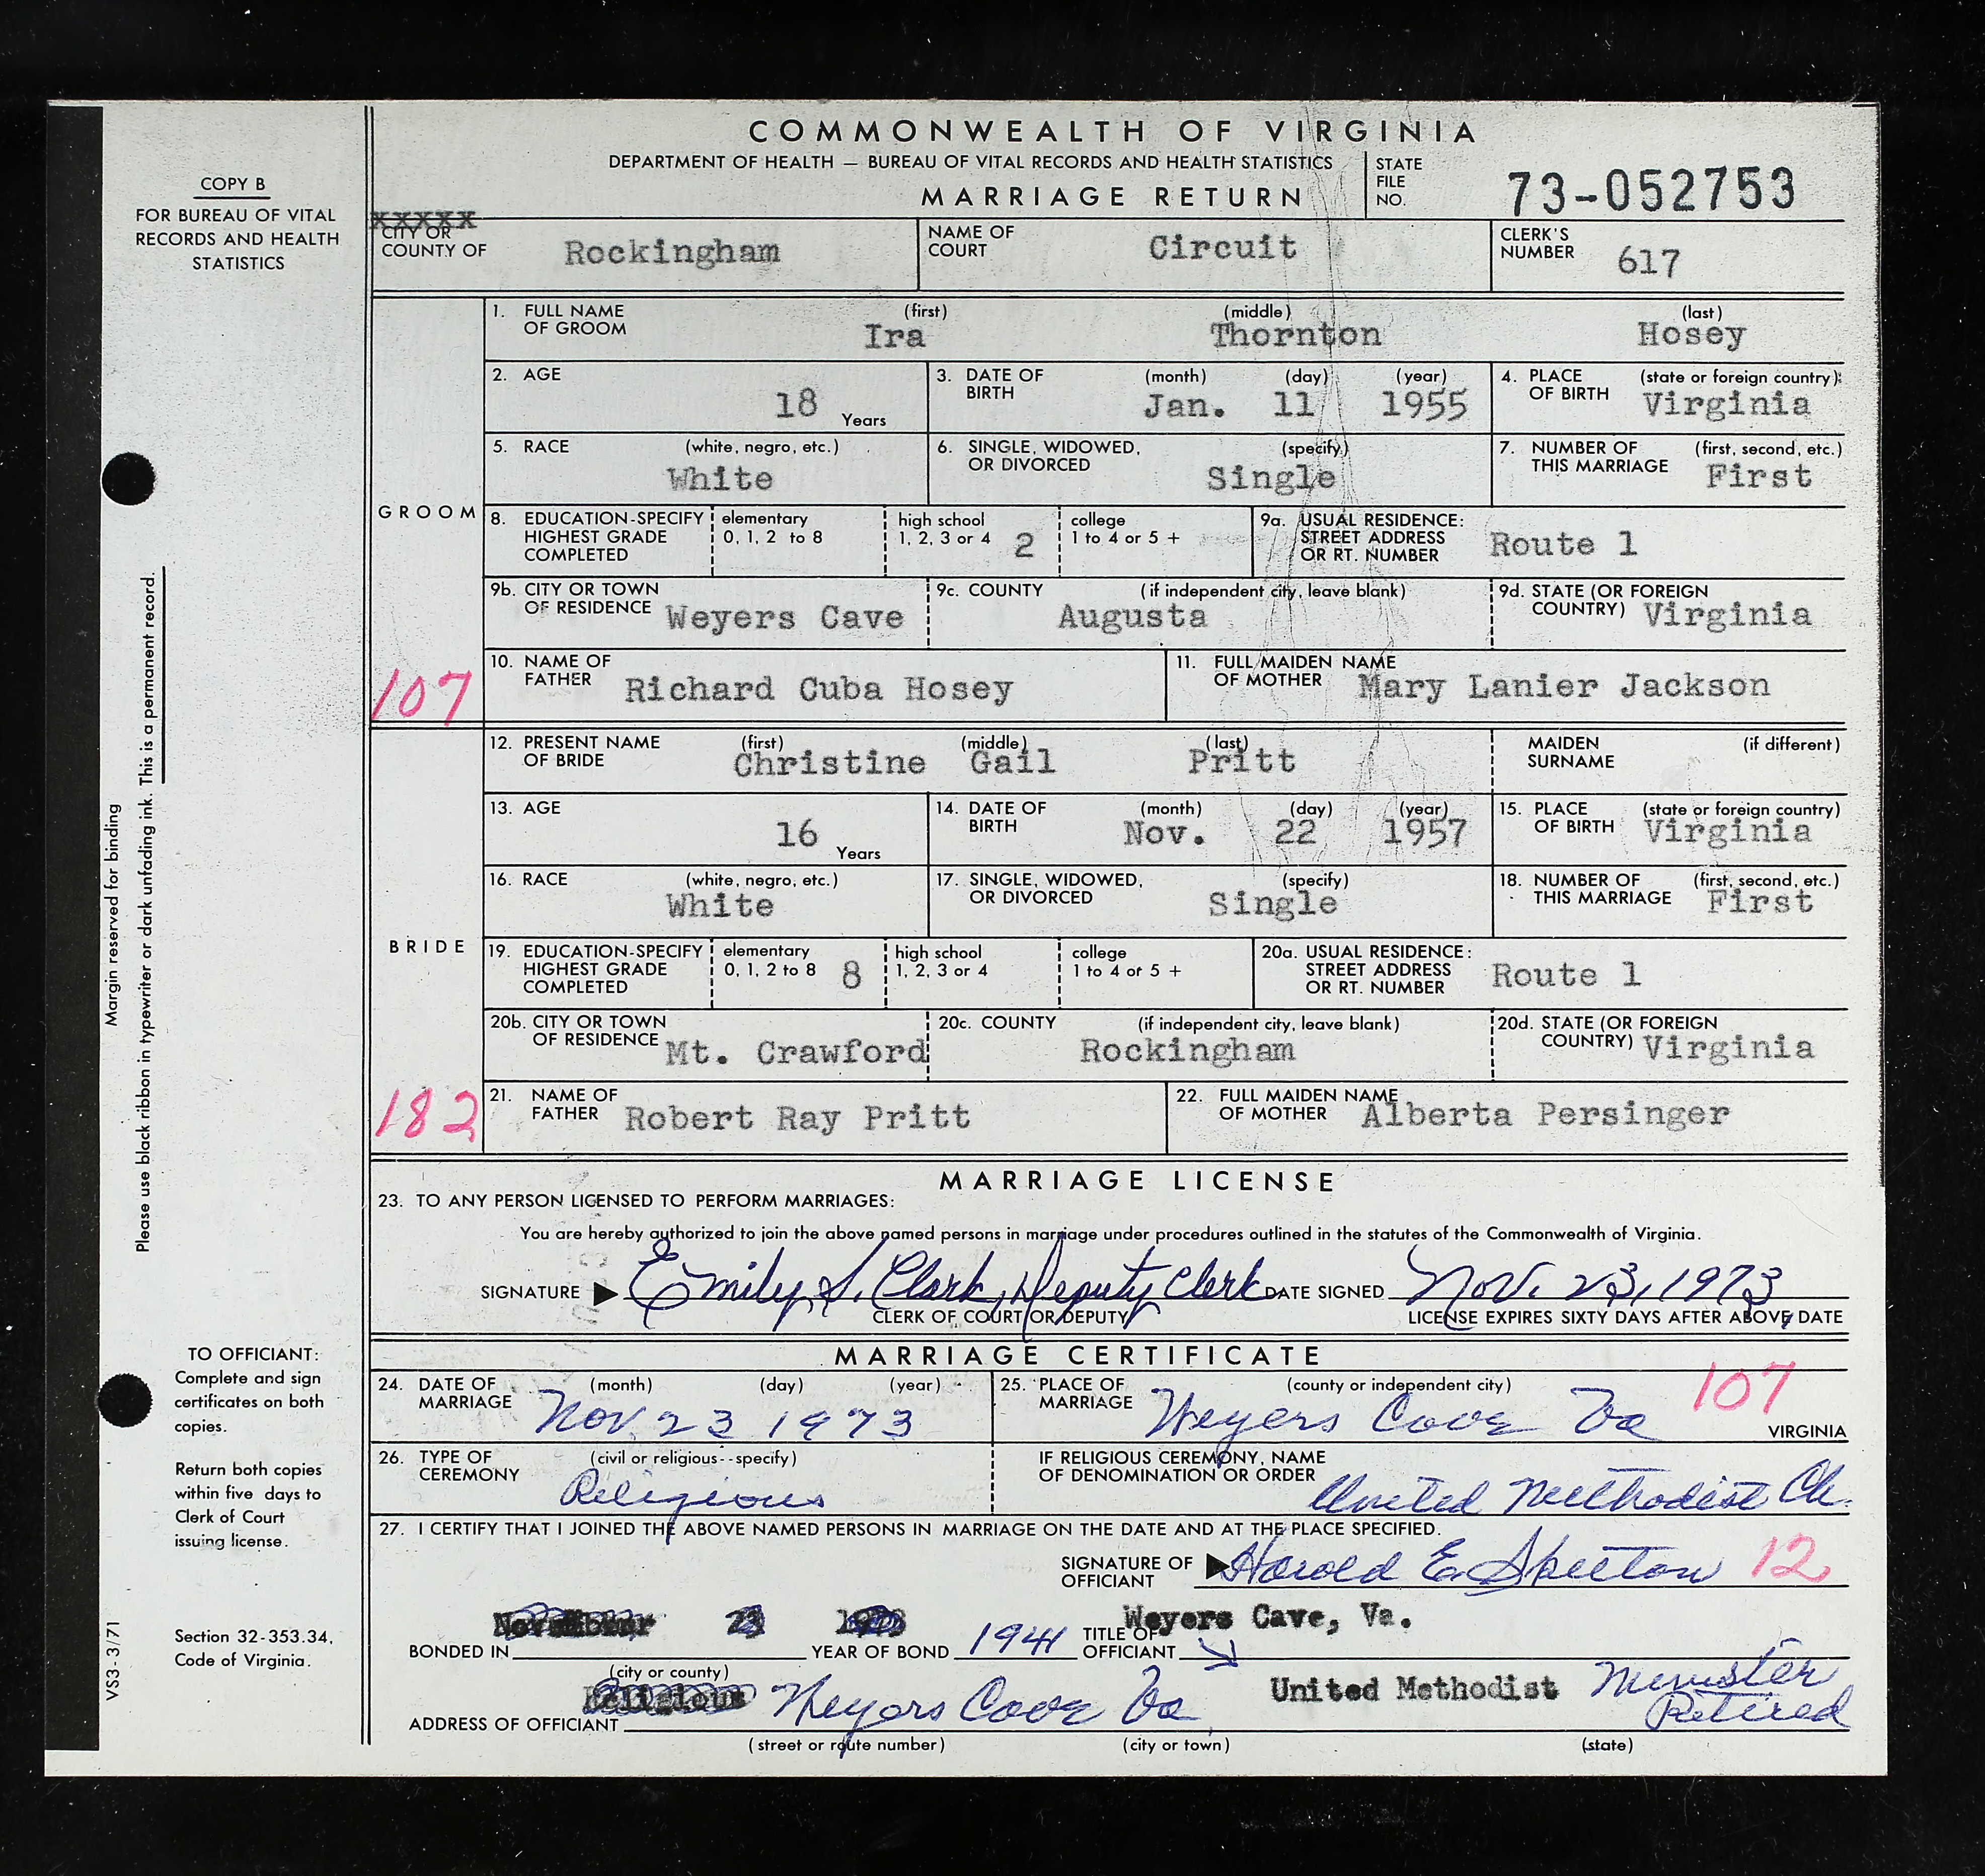 COMMONWEALTH OF VIRGINIA
DEPARTMENT OF HEALTH — BUREAU OF VITAL RECORDS AND HEALTH STATISTICS
MARRIAGE RETURN
STATE FILE NO. 73-052753
COPY B
FOR BUREAU OF VITAL
RECORDS AND HEALTH
STATISTICS
XXXXX
CITY OR
COUNTY OF Rockingham
NAME OF COURT Circuit
CLERK'S NUMBER 617
GROOM
1. FULL NAME OF GROOM (first) Ira (middle) Thornton (last) Hosey
2. AGE 18 Years
3. DATE OF BIRTH (month) Jan. (day) 11 (year) 1955
4. PLACE OF BIRTH (state or foreign country) Virginia
5. RACE (white, negro, etc.) White
6. SINGLE, WIDOWED, OR DIVORCED (specify) Single
7. NUMBER OF THIS MARRIAGE (first, second, etc.) First
8. EDUCATION-SPECIFY HIGHEST GRADE COMPLETED elementary 0, 1, 2 to 8 high school 1, 2, 3 or 4 2 college 1 to 4 or 5 +
9a. USUAL RESIDENCE: STREET ADDRESS OR RT. NUMBER Route 1
9b. CITY OR TOWN OF RESIDENCE Weyers Cave
9c. COUNTY (if independent city, leave blank) Augusta
9d. STATE (OR FOREIGN COUNTRY) Virginia
107
10. NAME OF FATHER Richard Cuba Hosey
11. FULL MAIDEN NAME OF MOTHER Mary Lanier Jackson
BRIDE
12. PRESENT NAME OF BRIDE (first) Christine (middle) Gail (last) Pritt
MAIDEN SURNAME (if different)
13. AGE 16 Years
14. DATE OF BIRTH (month) Nov. (day) 22 (year) 1957
15. PLACE OF BIRTH (state or foreign country) Virginia
16. RACE (white, negro, etc.) White
17. SINGLE, WIDOWED, OR DIVORCED (specify) Single
18. NUMBER OF THIS MARRIAGE (first, second, etc.) First
19. EDUCATION-SPECIFY HIGHEST GRADE COMPLETED elementary 0, 1, 2 to 8 8 high school 1, 2, 3 or 4 college 1 to 4 or 5 +
20a. USUAL RESIDENCE: STREET ADDRESS OR RT. NUMBER Route 1
20b. CITY OR TOWN OF RESIDENCE Mt. Crawford
20c. COUNTY (if independent city, leave blank) Rockingham
20d. STATE (OR FOREIGN COUNTRY) Virginia
182
21. NAME OF FATHER Robert Ray Pritt
22. FULL MAIDEN NAME OF MOTHER Alberta Persinger
MARRIAGE LICENSE
23. TO ANY PERSON LICENSED TO PERFORM MARRIAGES:
You are hereby authorized to join the above named persons in marriage under procedures outlined in the statutes of the Commonwealth of Virginia.
SIGNATURE Emily S. Clark, Deputy Clerk DATE SIGNED Nov. 23, 1973
CLERK OF COURT OR DEPUTY LICENSE EXPIRES SIXTY DAYS AFTER ABOVE DATE
MARRIAGE CERTIFICATE
24. DATE OF MARRIAGE (month) (day) (year) Nov 23 1973
25. PLACE OF MARRIAGE (county or independent city) Weyers Cave Va 107 VIRGINIA
26. TYPE OF CEREMONY (civil or religious--specify) Religious
IF RELIGIOUS CEREMONY, NAME OF DENOMINATION OR ORDER United Methodist Ch.
27. I CERTIFY THAT I JOINED THE ABOVE NAMED PERSONS IN MARRIAGE ON THE DATE AND AT THE PLACE SPECIFIED.
SIGNATURE OF OFFICIANT Harold E. Skeeton 12
November 23 1973 Weyers Cave, Va.
BONDED IN YEAR OF BOND 1941 TITLE OF OFFICIANT
(city or county)
Religious Weyers Cave Va United Methodist Minister
Retired
ADDRESS OF OFFICIANT
(street or route number) (city or town) (state)
Margin reserved for binding
Please use black ribbon in typewriter or dark unfading ink. This is a permanent record.
TO OFFICIANT:
Complete and sign
certificates on both
copies.
Return both copies
within five days to
Clerk of Court
issuing license.
Section 32-353.34,
Code of Virginia.
VS3-3/71